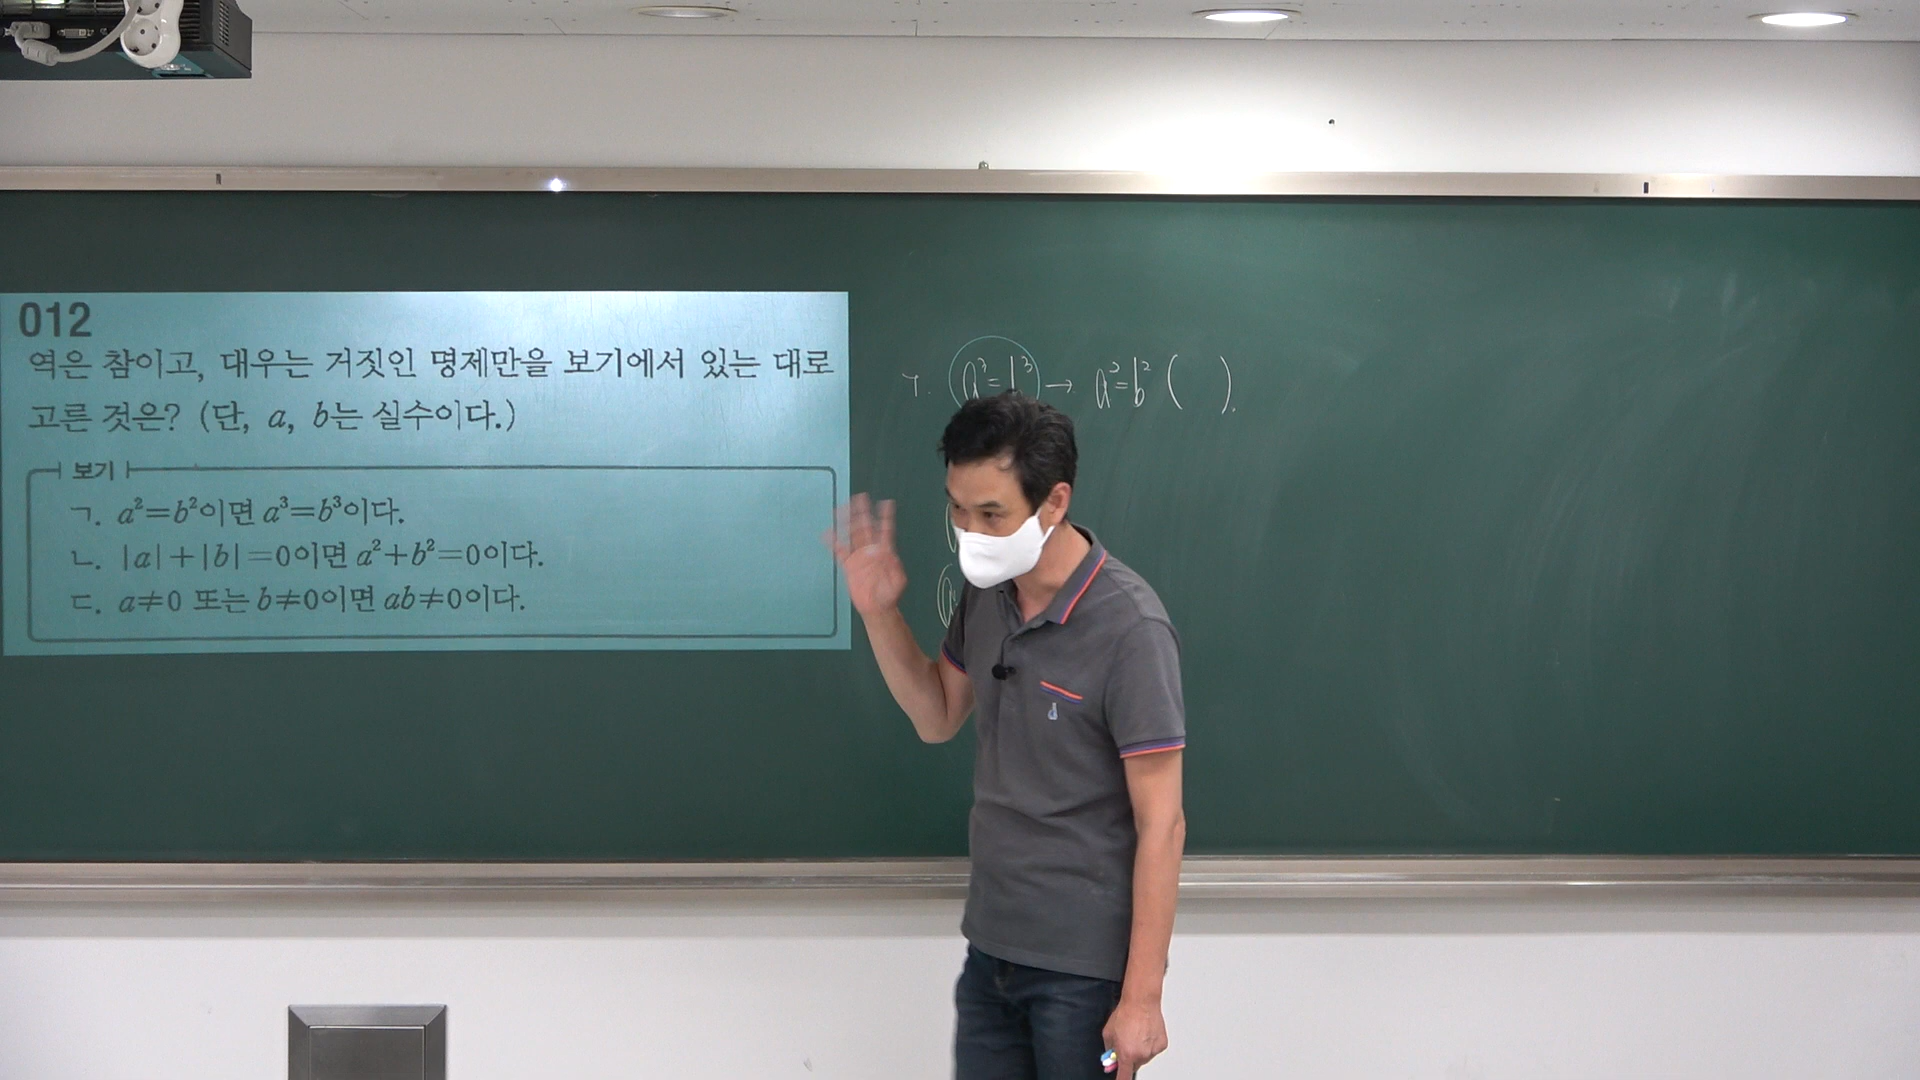 012
역은 참이고, 대우는 거짓인 명제만을 보기에서 있는 대로
고른 것은? (단, a, b는 실수이다.)
보기
ㄱ. a²=b²이면 a³=b³이다.
ㄴ. |a|+|b|=0이면 a²+b²=0이다.
ㄷ. a≠0 또는 b≠0이면 ab≠0이다.
ㄱ. a³=b³ → a²=b² ( ).